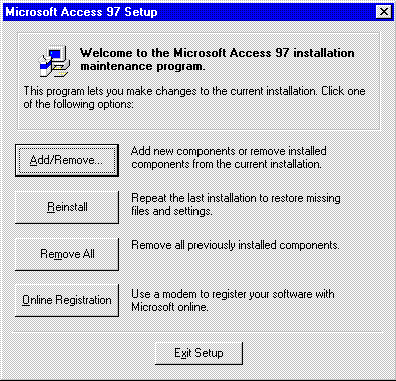 Microsoft Access 97 Setup
Welcome to the Microsoft Access 97 installation
maintenance program.
This program lets you make changes to the current installation. Click one
of the following options:
Add/Remove...
Add new components or remove installed
components from the current installation.
Reinstall
Repeat the last installation to restore missing
files and settings.
Remove All
Remove all previously installed components.
Online Registration
Use a modem to register your software with
Microsoft online.
Exit Setup